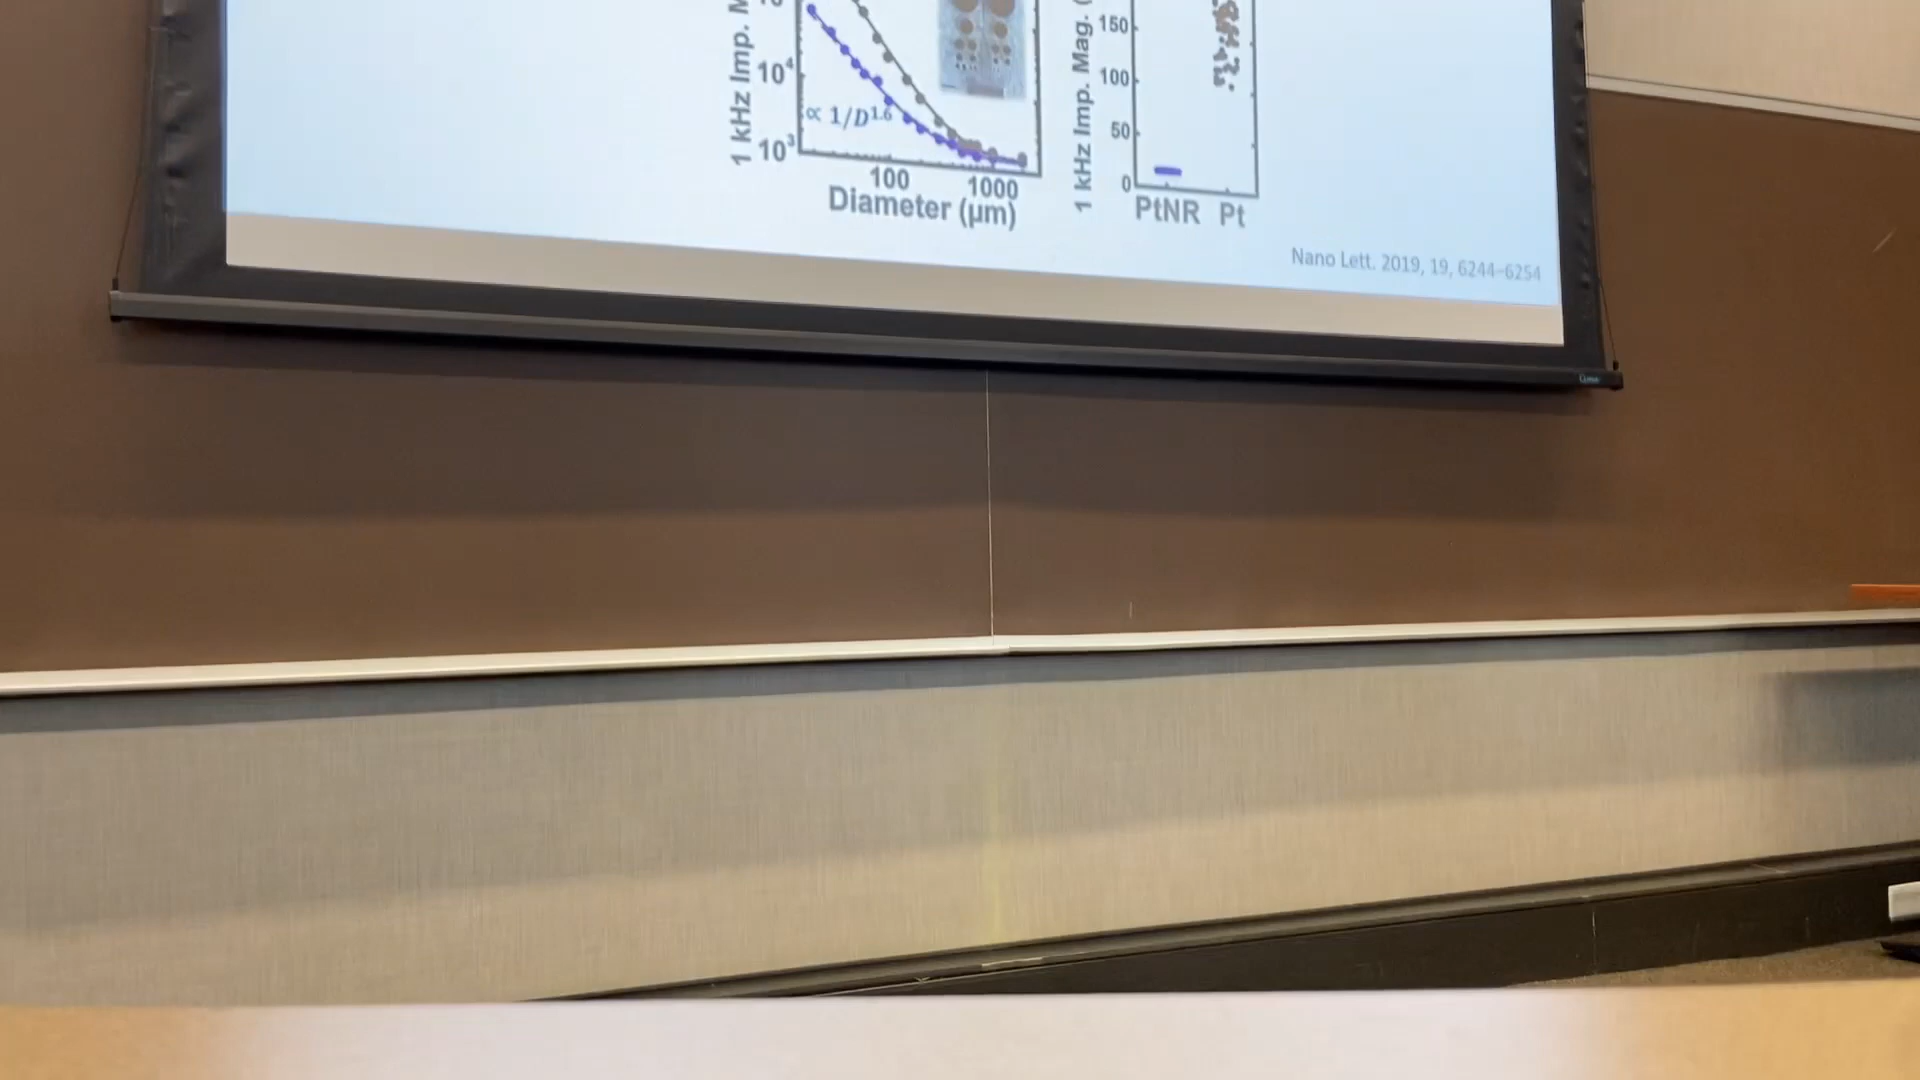 1 kHz Imp. M
10⁴
10³
∝ 1/D^1.6
100
1000
Diameter (µm)
1 kHz Imp. Mag. (
150
100
50
0
PtNR
Pt
Nano Lett. 2019, 19, 6244–6254